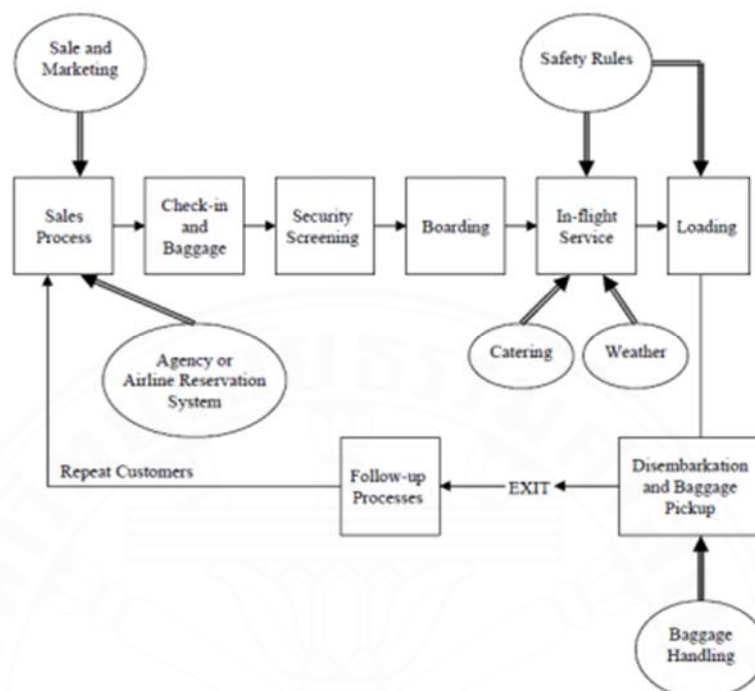 Sale and
Marketing
Safety Rules
Sales
Process
Check-in
and
Baggage
Security
Screening
Boarding
In-flight
Service
Loading
Agency or
Airline Reservation
System
Catering
Weather
Repeat Customers
Follow-up
Processes
EXIT
Disembarkation
and Baggage
Pickup
Baggage
Handling